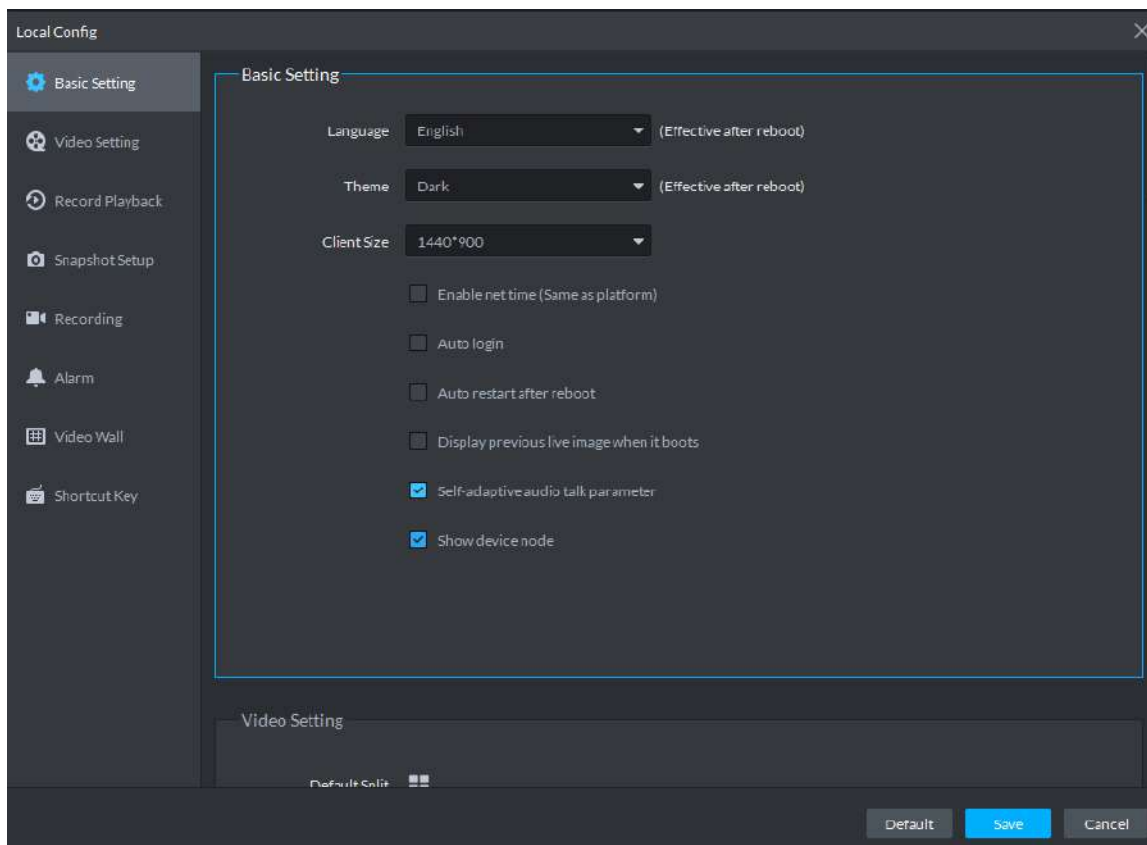 Local Config
Basic Setting
Video Setting
Record Playback
Snapshot Setup
Recording
Alarm
Video Wall
Shortcut Key
Basic Setting
Language English (Effective after reboot)
Theme Dark (Effective after reboot)
Client Size 1440*900
Enable net time (Same as platform)
Auto login
Auto restart after reboot
Display previous live image when it boots
Self-adaptive audio talk parameter
Show device node
Video Setting
Default Split
Default Save Cancel